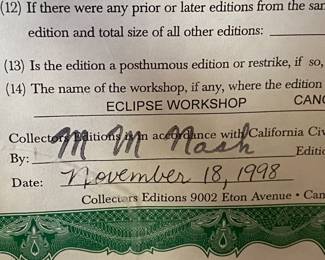 (12) If there were any prior or later editions from the sam
edition and total size of all other editions:
(13) Is the edition a posthumous edition or restrike, if so,
(14) The name of the workshop, if any, where the edition
ECLIPSE WORKSHOP CANO
Collectors Editions in accordance with California Civ
By: M M Nash Editio
Date: November 18, 1998
Collectors Editions 9002 Eton Avenue • Can